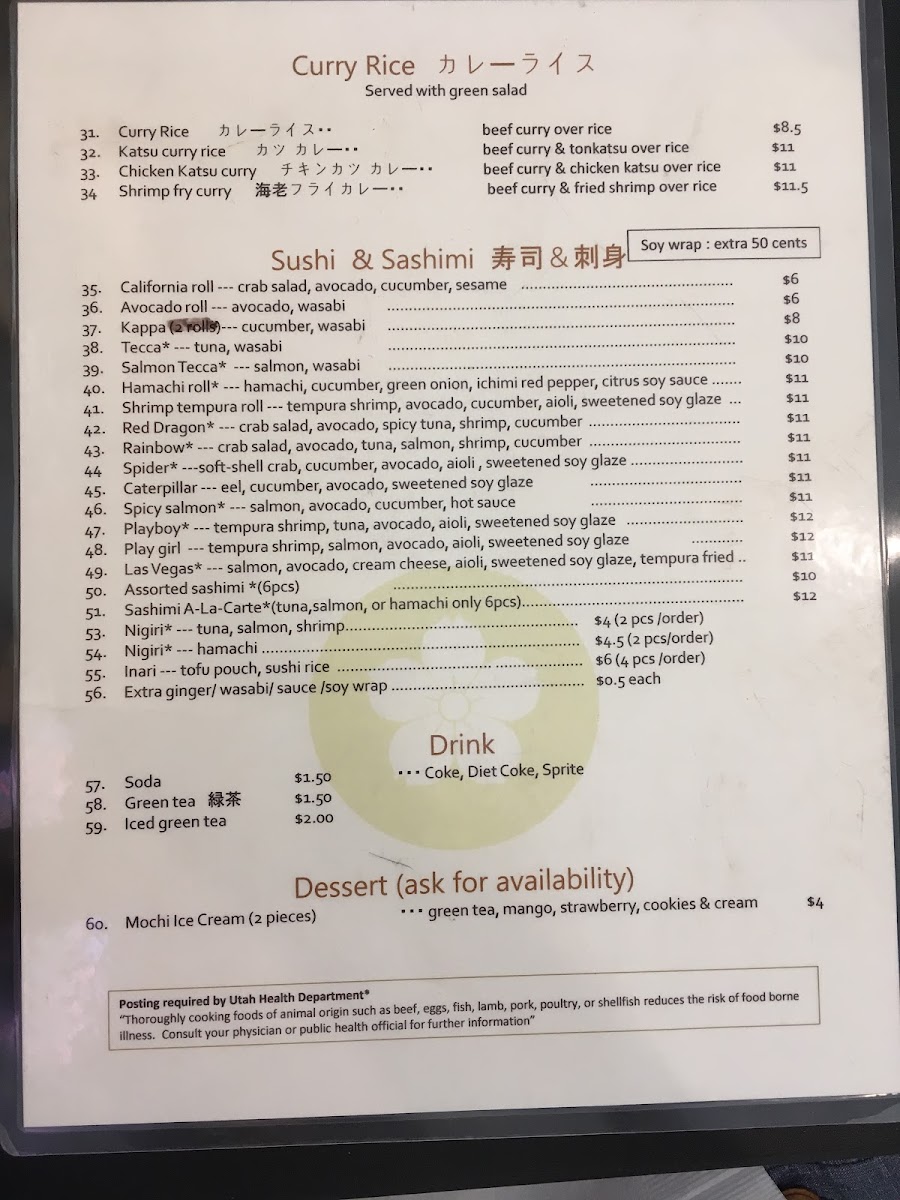 Curry Rice カレーライス
Served with green salad
31. Curry Rice カレーライス・・ beef curry over rice $8.5
32. Katsu curry rice カツ カレー・・ beef curry & tonkatsu over rice $11
33. Chicken Katsu curry チキンカツ カレー・・ beef curry & chicken katsu over rice $11
34 Shrimp fry curry 海老フライカレー・・ beef curry & fried shrimp over rice $11.5
Sushi & Sashimi 寿司＆刺身
Soy wrap : extra 50 cents
35. California roll --- crab salad, avocado, cucumber, sesame ........ $6
36. Avocado roll --- avocado, wasabi ........ $6
37. Kappa (2 rolls)--- cucumber, wasabi ........ $8
38. Tecca* --- tuna, wasabi ........ $10
39. Salmon Tecca* --- salmon, wasabi ........ $10
40. Hamachi roll* --- hamachi, cucumber, green onion, ichimi red pepper, citrus soy sauce ....... $11
41. Shrimp tempura roll --- tempura shrimp, avocado, cucumber, aioli, sweetened soy glaze ... $11
42. Red Dragon* --- crab salad, avocado, spicy tuna, shrimp, cucumber ........ $11
43. Rainbow* --- crab salad, avocado, tuna, salmon, shrimp, cucumber ........ $11
44 Spider* ---soft-shell crab, cucumber, avocado, aioli , sweetened soy glaze ........ $11
45. Caterpillar --- eel, cucumber, avocado, sweetened soy glaze ........ $11
46. Spicy salmon* --- salmon, avocado, cucumber, hot sauce ........ $11
47. Playboy* --- tempura shrimp, tuna, avocado, aioli, sweetened soy glaze ........ $12
48. Play girl --- tempura shrimp, salmon, avocado, aioli, sweetened soy glaze ........ $12
49. Las Vegas* --- salmon, avocado, cream cheese, aioli, sweetened soy glaze, tempura fried .. $11
50. Assorted sashimi *(6pcs) ........ $10
51. Sashimi A-La-Carte*(tuna,salmon, or hamachi only 6pcs)........ $12
53. Nigiri* --- tuna, salmon, shrimp........ $4 (2 pcs /order)
54. Nigiri* --- hamachi ........ $4.5 (2 pcs/order)
55. Inari --- tofu pouch, sushi rice ........ $6 (4 pcs /order)
56. Extra ginger/ wasabi/ sauce /soy wrap ........ $0.5 each
Drink
57. Soda $1.50 ・・・ Coke, Diet Coke, Sprite
58. Green tea 緑茶 $1.50
59. Iced green tea $2.00
Dessert (ask for availability)
60. Mochi Ice Cream (2 pieces) ・・・ green tea, mango, strawberry, cookies & cream $4
Posting required by Utah Health Department*
“Thoroughly cooking foods of animal origin such as beef, eggs, fish, lamb, pork, poultry, or shellfish reduces the risk of food borne
illness. Consult your physician or public health official for further information”